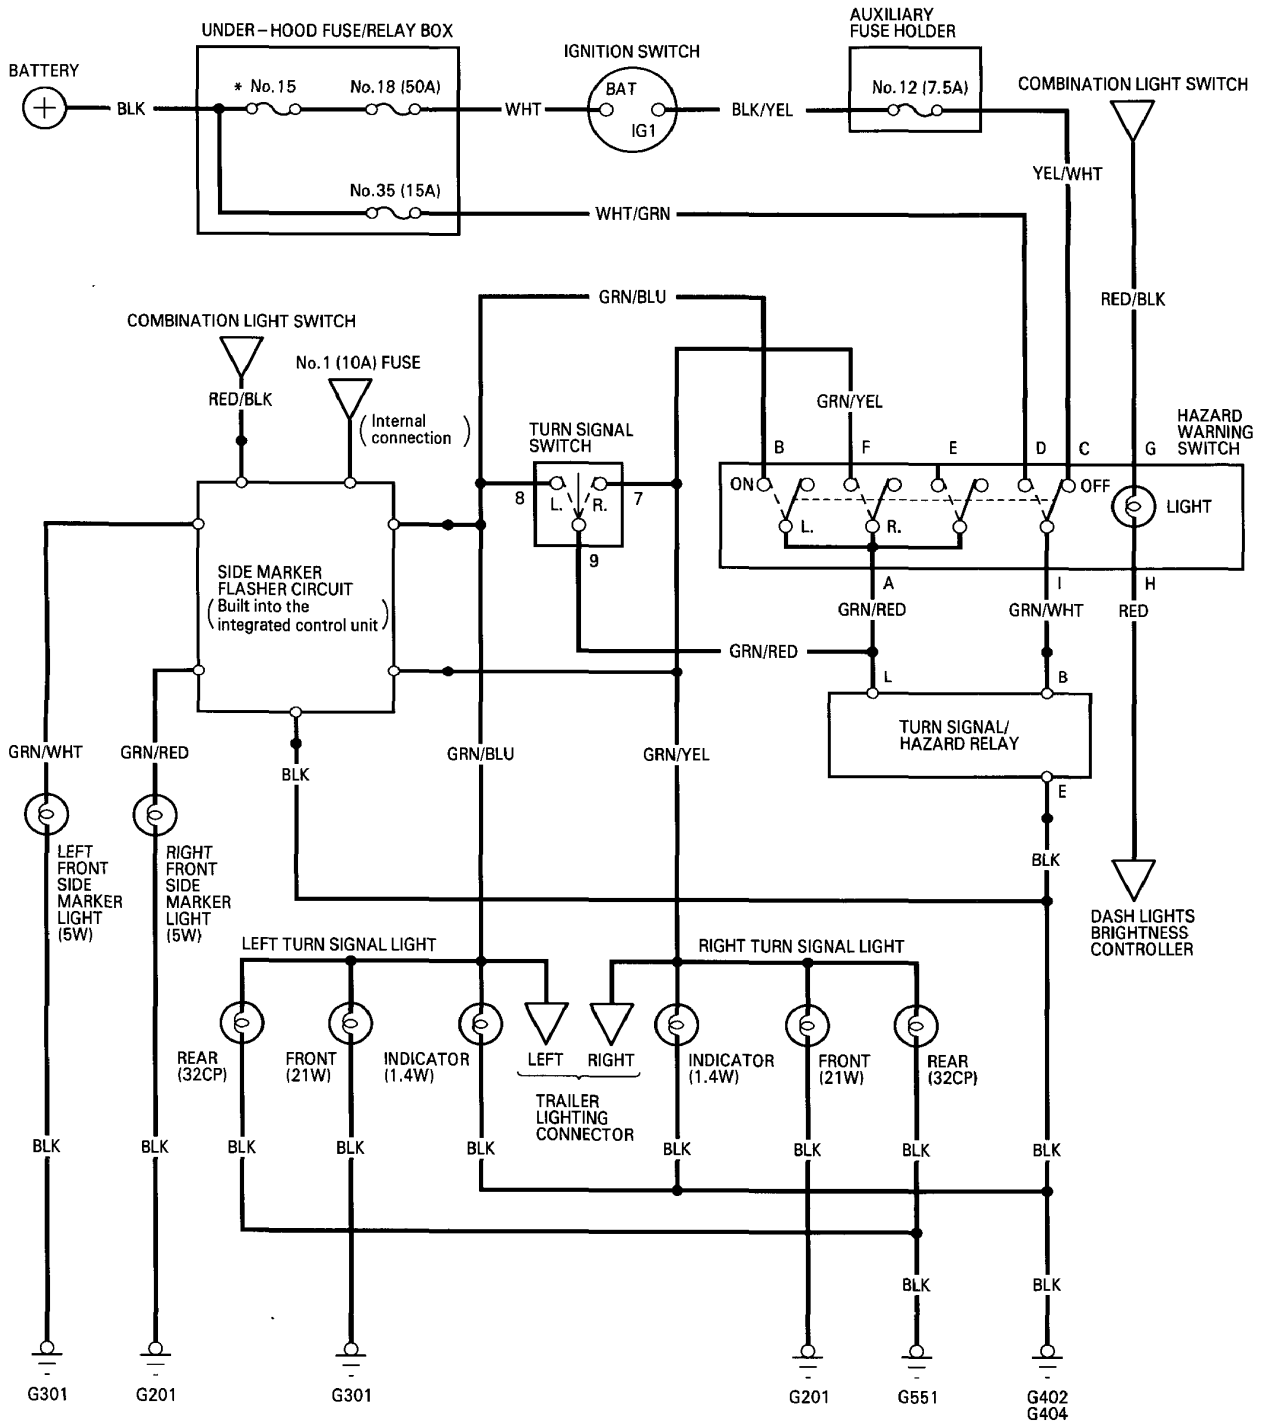 UNDER-HOOD FUSE/RELAY BOX
IGNITION SWITCH
AUXILIARY
FUSE HOLDER
BATTERY
COMBINATION LIGHT SWITCH
* No.15
No.18 (50A)
BAT
No.12 (7.5A)
+
BLK
WHT
IG1
BLK/YEL
YEL/WHT
No.35 (15A)
WHT/GRN
RED/BLK
GRN/BLU
COMBINATION LIGHT SWITCH
No.1 (10A) FUSE
RED/BLK
(Internal
connection)
GRN/YEL
TURN SIGNAL
SWITCH
HAZARD
WARNING
SWITCH
B
F
E
D
C
G
ON
OFF
8
L.
R.
7
L.
R.
LIGHT
9
SIDE MARKER
FLASHER CIRCUIT
(Built into the
integrated control unit)
A
I
H
GRN/RED
GRN/WHT
RED
GRN/RED
L
B
TURN SIGNAL/
HAZARD RELAY
E
GRN/WHT
GRN/RED
BLK
GRN/BLU
GRN/YEL
BLK
LEFT
FRONT
SIDE
MARKER
LIGHT
(5W)
RIGHT
FRONT
SIDE
MARKER
LIGHT
(5W)
DASH LIGHTS
BRIGHTNESS
CONTROLLER
LEFT TURN SIGNAL LIGHT
RIGHT TURN SIGNAL LIGHT
REAR
(32CP)
FRONT
(21W)
INDICATOR
(1.4W)
LEFT
RIGHT
INDICATOR
(1.4W)
FRONT
(21W)
REAR
(32CP)
TRAILER
LIGHTING
CONNECTOR
BLK
BLK
BLK
BLK
BLK
BLK
BLK
BLK
BLK
BLK
BLK
G301
G201
G301
G201
G551
G402
G404